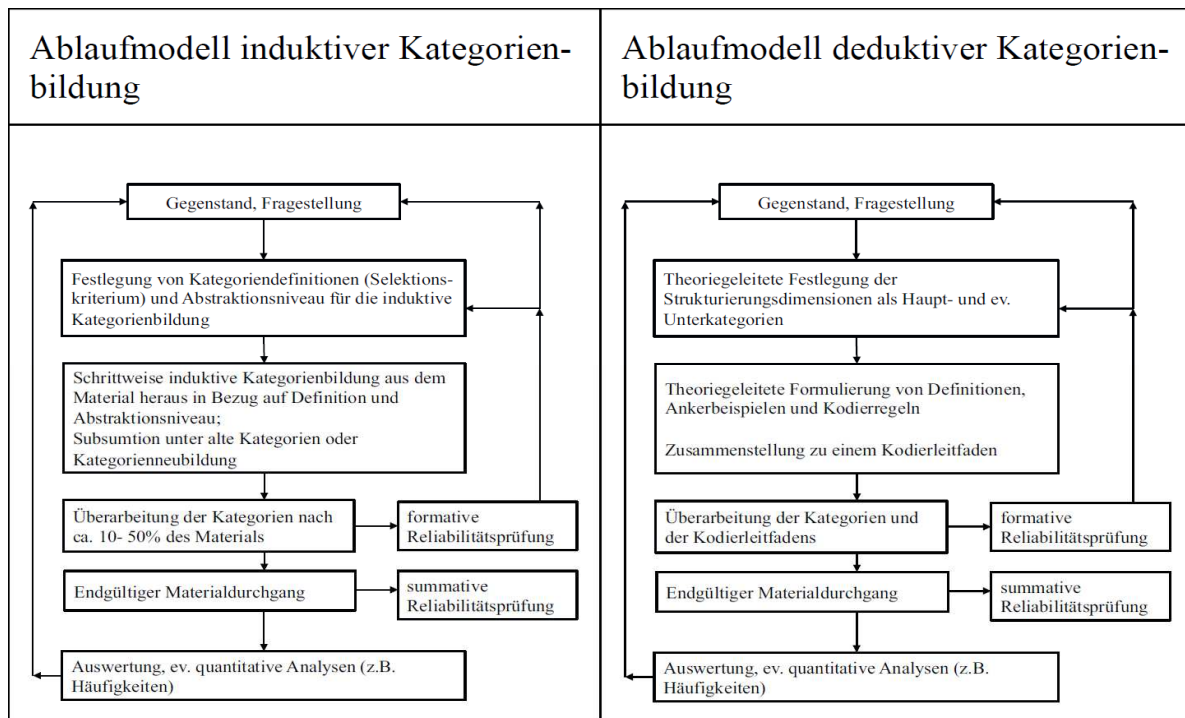 Ablaufmodell induktiver Kategorien-
bildung
Gegenstand, Fragestellung
Festlegung von Kategoriendefinitionen (Selektions-
kriterium) und Abstraktionsniveau für die induktive
Kategorienbildung
Schrittweise induktive Kategorienbildung aus dem
Material heraus in Bezug auf Definition und
Abstraktionsniveau;
Subsumtion unter alte Kategorien oder
Kategorienneubildung
Überarbeitung der Kategorien nach
ca. 10- 50% des Materials
formative
Reliabilitätsprüfung
Endgültiger Materialdurchgang
summative
Reliabilitätsprüfung
Auswertung, ev. quantitative Analysen (z.B.
Häufigkeiten)
Ablaufmodell deduktiver Kategorien-
bildung
Gegenstand, Fragestellung
Theoriegeleitete Festlegung der
Strukturierungsdimensionen als Haupt- und ev.
Unterkategorien
Theoriegeleitete Formulierung von Definitionen,
Ankerbeispielen und Kodierregeln
Zusammenstellung zu einem Kodierleitfaden
Überarbeitung der Kategorien und
der Kodierleitfadens
formative
Reliabilitätsprüfung
Endgültiger Materialdurchgang
summative
Reliabilitätsprüfung
Auswertung, ev. quantitative Analysen (z.B.
Häufigkeiten)